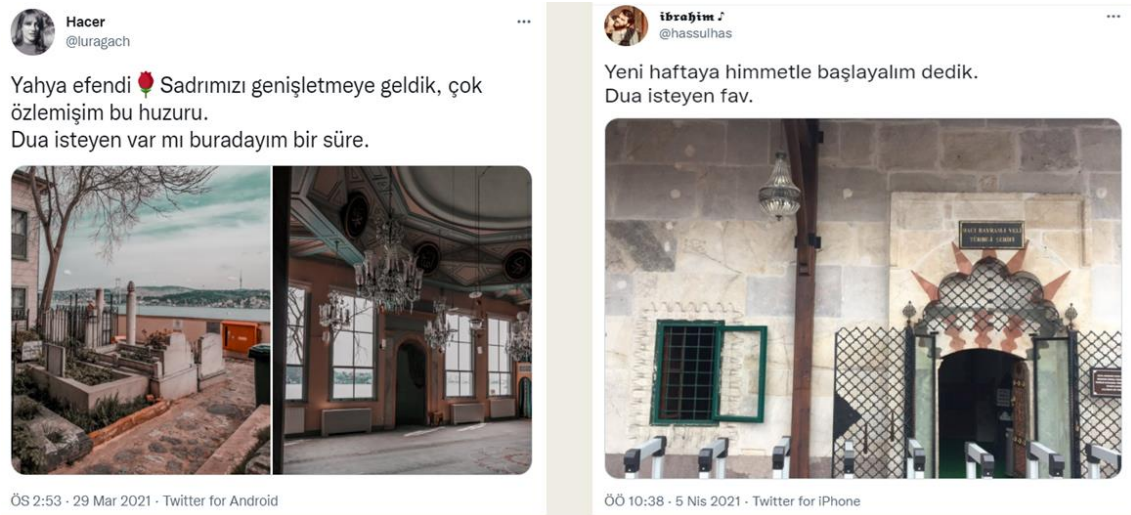 Hacer
@luragach
Yahya efendi🌹Sadrımızı genişletmeye geldik, çok
özlemişim bu huzuru.
Dua isteyen var mı buradayım bir süre.
ÖS 2:53 · 29 Mar 2021 · Twitter for Android
𝖎𝖇𝖗𝖆𝖍𝖎𝖒 ♪
@hassulhas
Yeni haftaya himmetle başlayalım dedik.
Dua isteyen fav.
HACI BAYRAM-I VELİ
TÜRBE-İ ŞERİFİ
ÖÖ 10:38 · 5 Nis 2021 · Twitter for iPhone